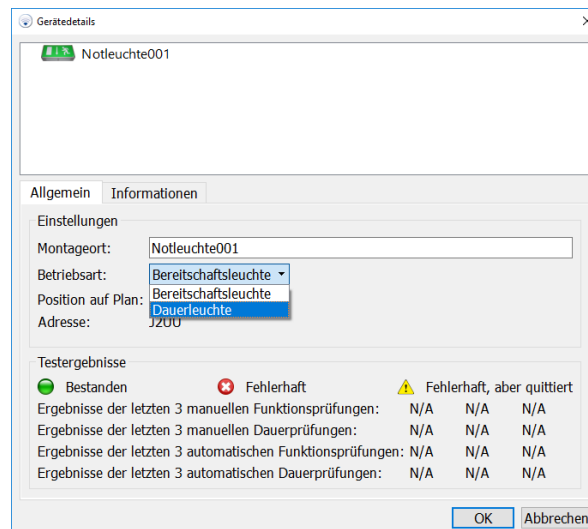 Gerätedetails
Notleuchte001
Allgemein Informationen
Einstellungen
Montageort: Notleuchte001
Betriebsart: Bereitschaftsleuchte
Bereitschaftsleuchte
Position auf Plan:
Dauerleuchte
Adresse:
Testergebnisse
Bestanden Fehlerhaft Fehlerhaft, aber quittiert
Ergebnisse der letzten 3 manuellen Funktionsprüfungen: N/A N/A N/A
Ergebnisse der letzten 3 manuellen Dauerprüfungen: N/A N/A N/A
Ergebnisse der letzten 3 automatischen Funktionsprüfungen: N/A N/A N/A
Ergebnisse der letzten 3 automatischen Dauerprüfungen: N/A N/A N/A
OK Abbrechen